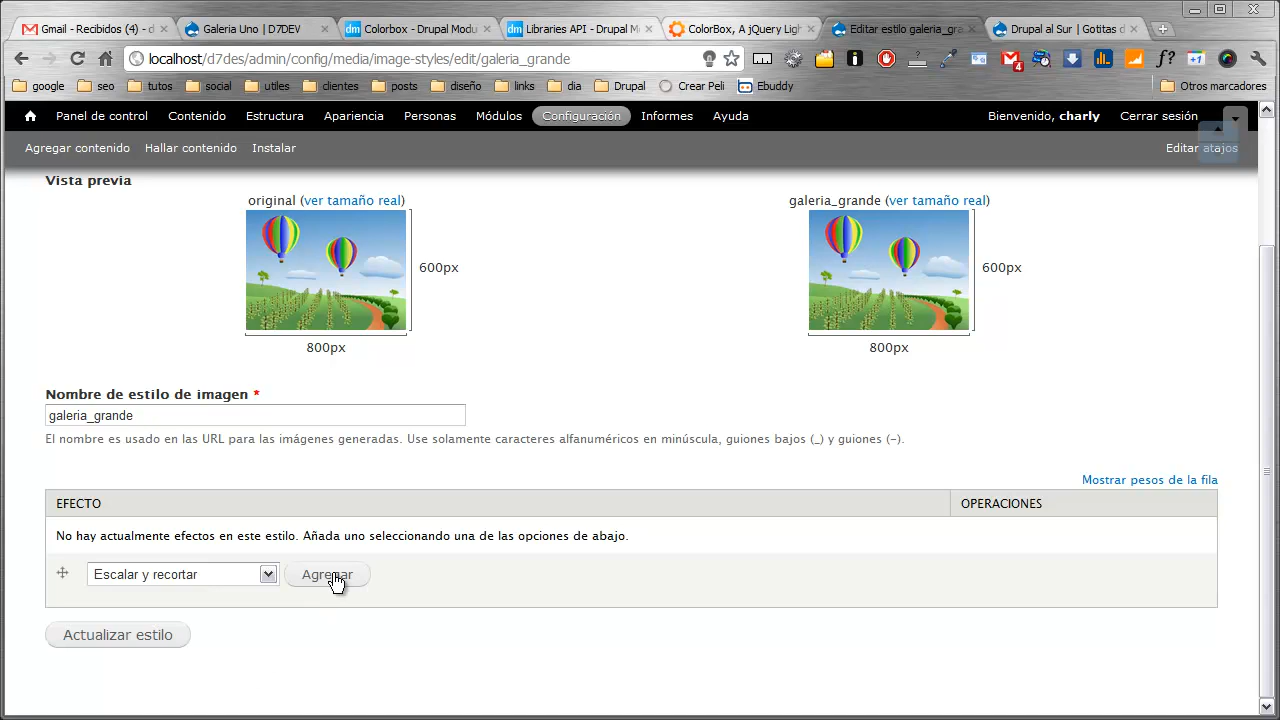 Gmail - Recibidos (4) - d
Galeria Uno | D7DEV
Colorbox - Drupal Modu
Libraries API - Drupal M
ColorBox, A jQuery Ligh
Editar estilo galeria_gra
Drupal al Sur | Gotitas d
localhost/d7des/admin/config/media/image-styles/edit/galeria_grande
google
seo
tutos
social
utiles
clientes
posts
diseño
links
dia
Drupal
Crear Peli
Ebuddy
Otros marcadores
Panel de control
Contenido
Estructura
Apariencia
Personas
Módulos
Configuración
Informes
Ayuda
Bienvenido, charly
Cerrar sesión
Agregar contenido
Hallar contenido
Instalar
Editar atajos
Vista previa
original (ver tamaño real)
galeria_grande (ver tamaño real)
600px
600px
800px
800px
Nombre de estilo de imagen *
galeria_grande
El nombre es usado en las URL para las imágenes generadas. Use solamente caracteres alfanuméricos en minúscula, guiones bajos (_) y guiones (-).
Mostrar pesos de la fila
EFECTO
OPERACIONES
No hay actualmente efectos en este estilo. Añada uno seleccionando una de las opciones de abajo.
Escalar y recortar
Agregar
Actualizar estilo